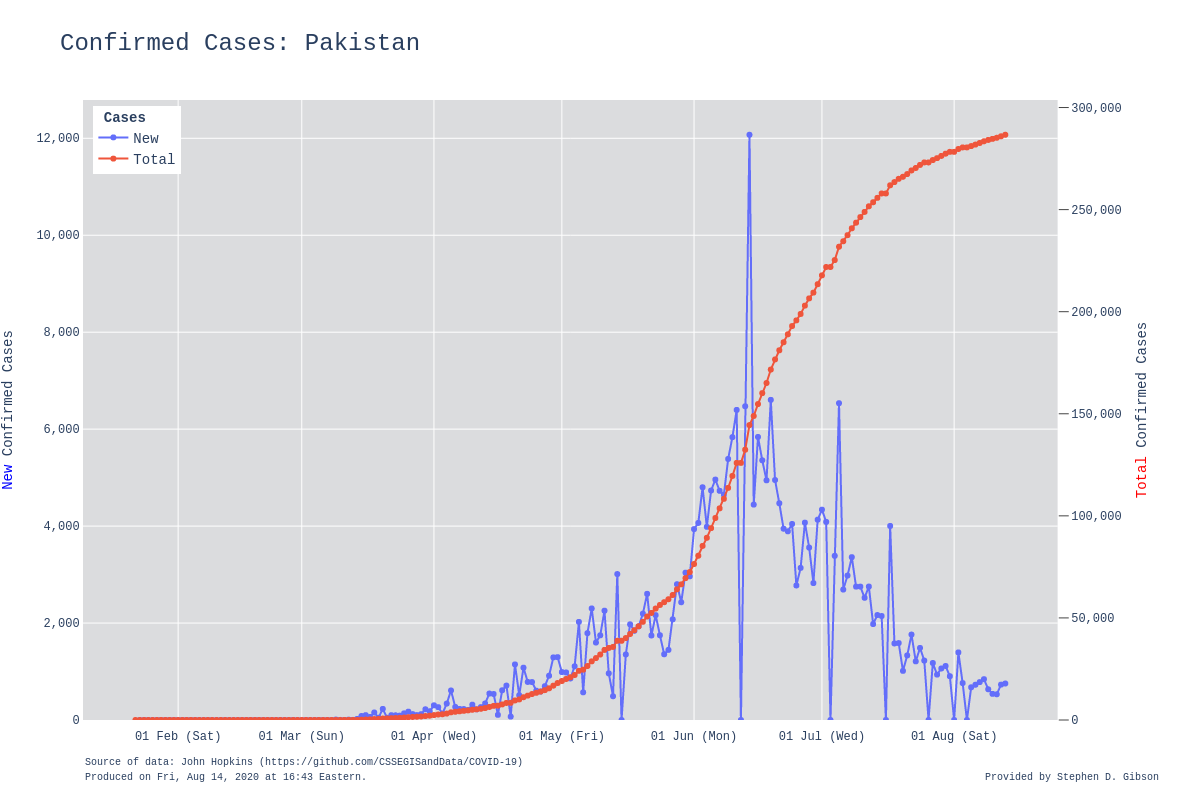 Confirmed Cases: Pakistan
Cases
New
Total
12,000
10,000
8,000
6,000
4,000
2,000
0
New Confirmed Cases
300,000
250,000
200,000
150,000
100,000
50,000
0
Total Confirmed Cases
01 Feb (Sat)
01 Mar (Sun)
01 Apr (Wed)
01 May (Fri)
01 Jun (Mon)
01 Jul (Wed)
01 Aug (Sat)
Source of data: John Hopkins (https://github.com/CSSEGISandData/COVID-19)
Produced on Fri, Aug 14, 2020 at 16:43 Eastern.
Provided by Stephen D. Gibson